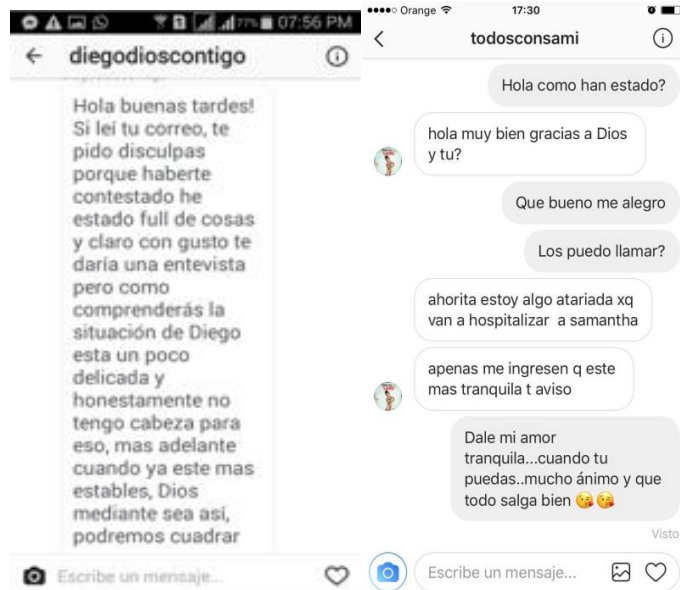 77% 07:56 PM
diegodioscontigo
Hola buenas tardes!
Si leí tu correo, te
pido disculpas
porque haberte
contestado he
estado full de cosas
y claro con gusto te
daría una entevista
pero como
comprenderás la
situación de Diego
esta un poco
delicada y
honestamente no
tengo cabeza para
eso, mas adelante
cuando ya este mas
estables, Dios
mediante sea así,
podremos cuadrar
Escribe un mensaje...
Orange 17:30
todosconsami
Hola como han estado?
hola muy bien gracias a Dios
y tu?
Que bueno me alegro
Los puedo llamar?
ahorita estoy algo atariada xq
van a hospitalizar a samantha
apenas me ingresen q este
mas tranquila t aviso
Dale mi amor
tranquila...cuando tu
puedas..mucho ánimo y que
todo salga bien 😘😘
Visto
Escribe un mensaje...